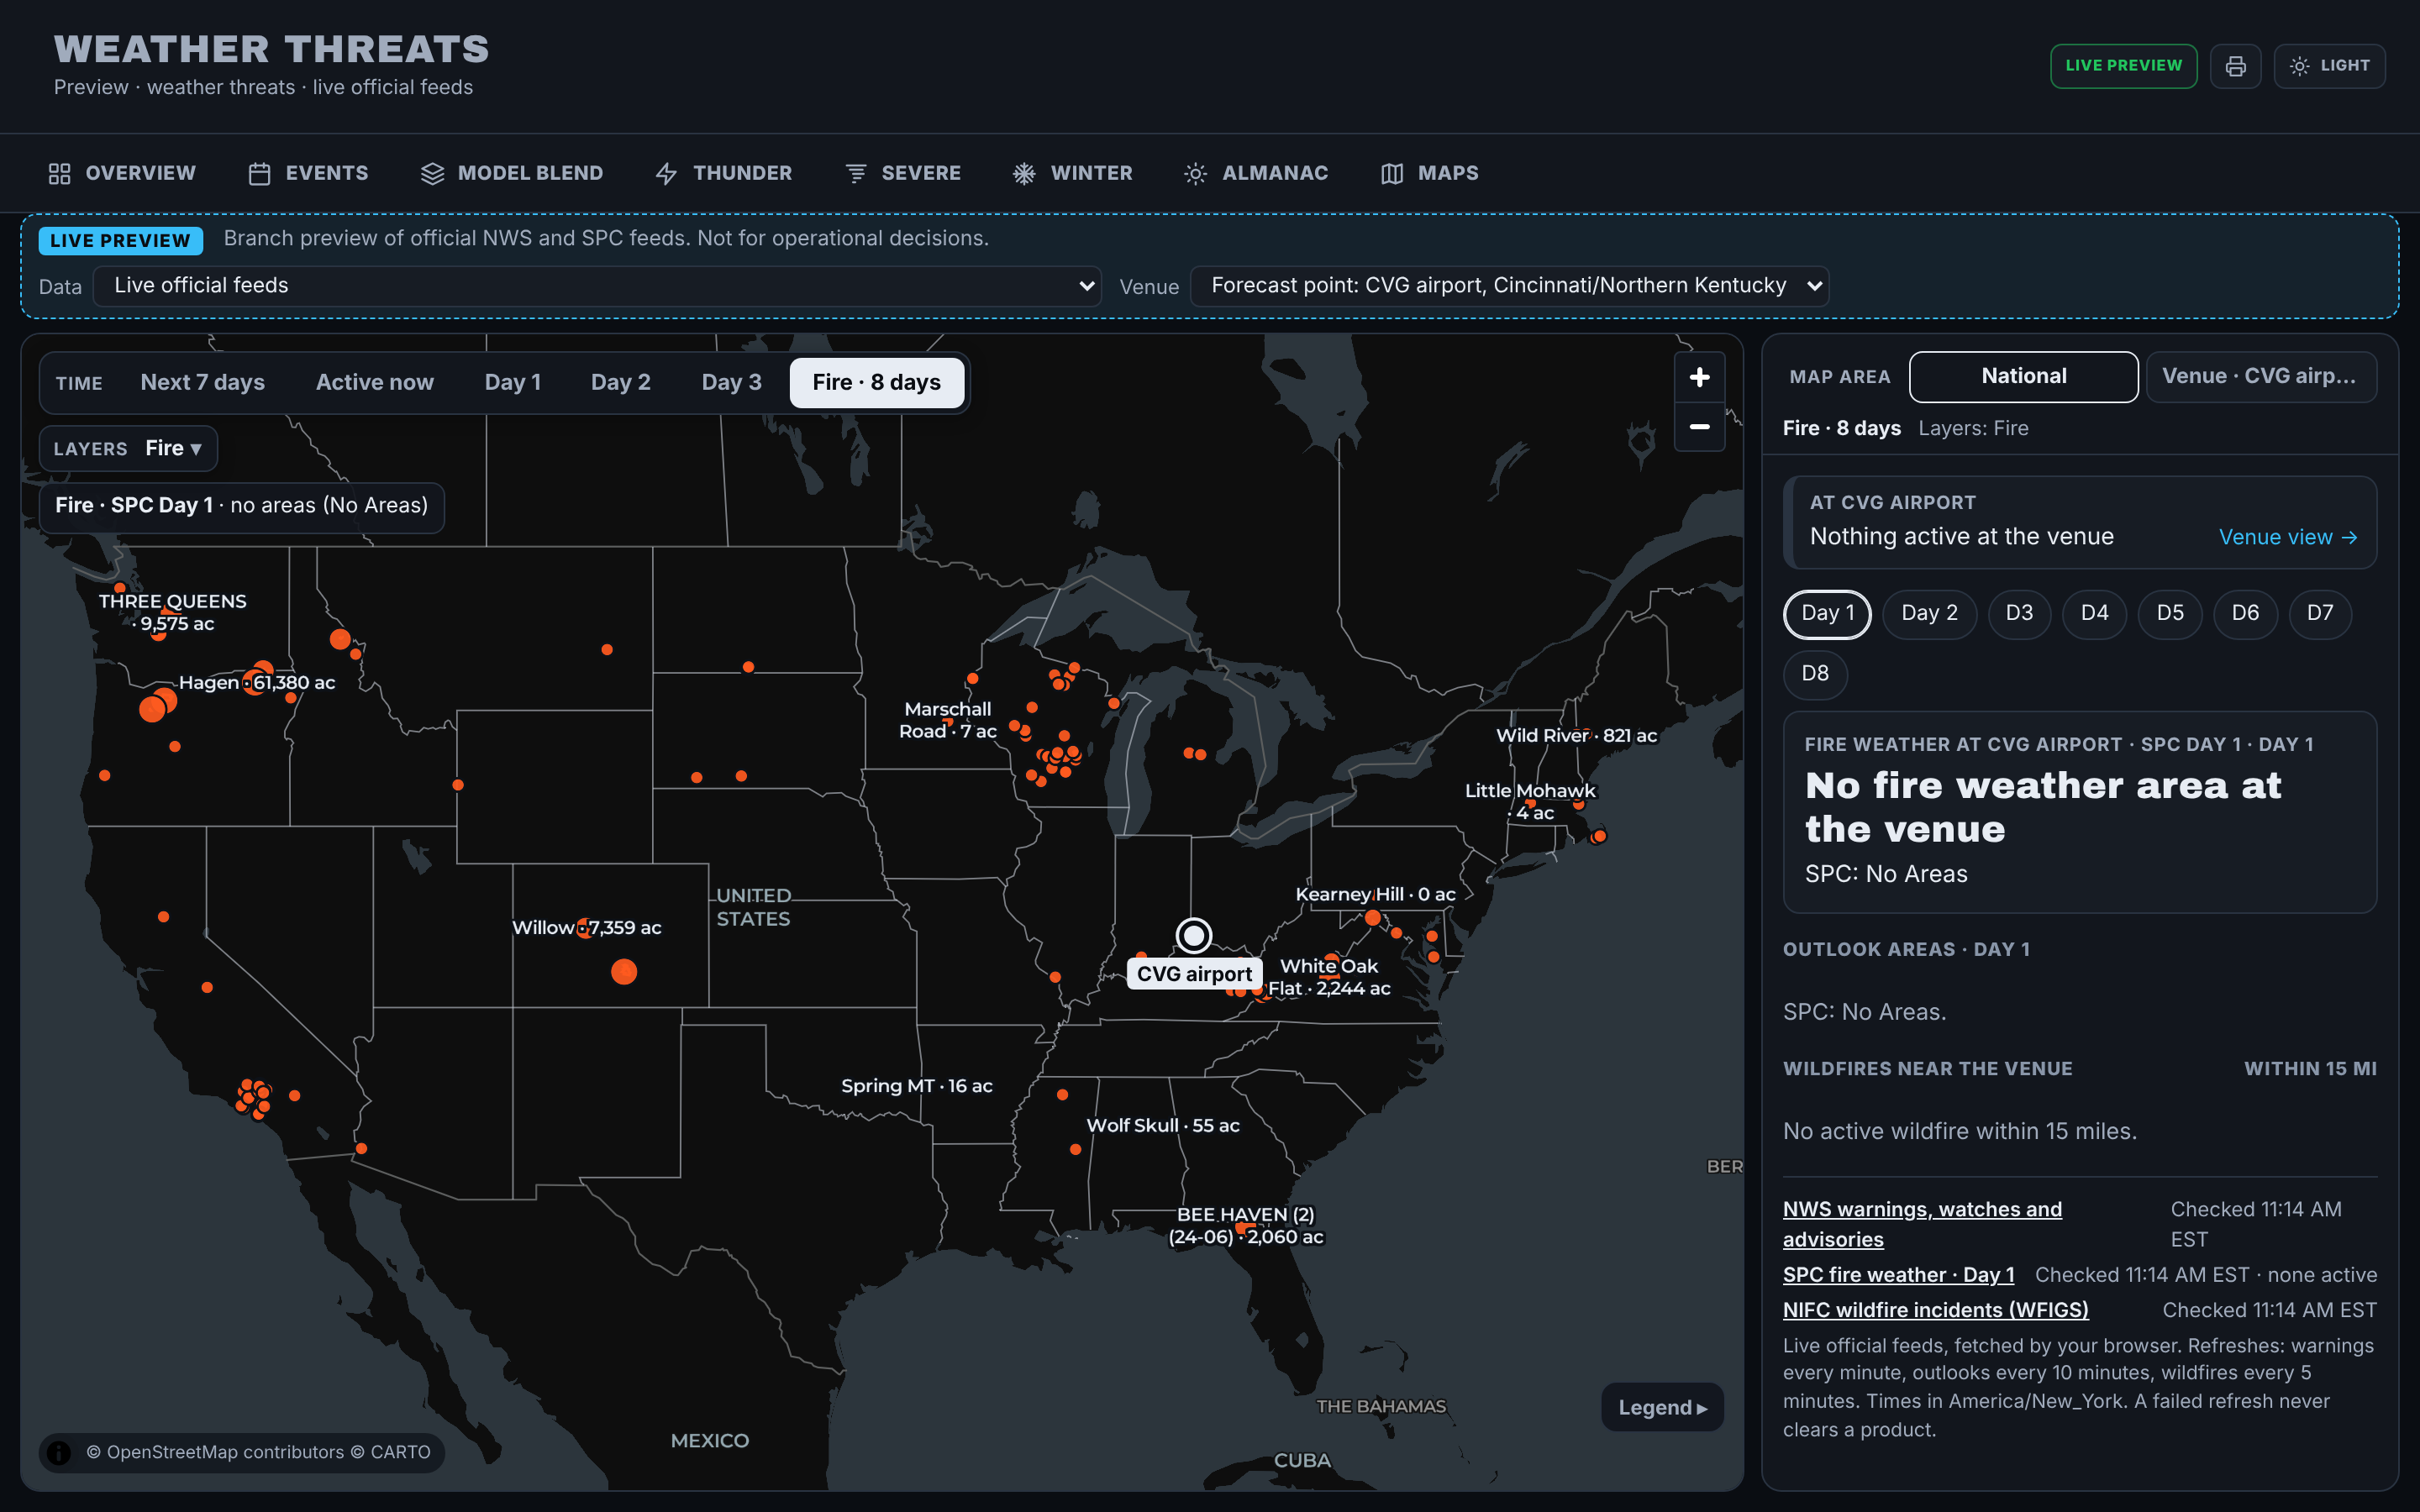 WEATHER THREATS
Preview · weather threats · live official feeds
LIVE PREVIEW
LIGHT
OVERVIEW
EVENTS
MODEL BLEND
THUNDER
SEVERE
WINTER
ALMANAC
MAPS
LIVE PREVIEW
Branch preview of official NWS and SPC feeds. Not for operational decisions.
Data
Live official feeds
Venue
Forecast point: CVG airport, Cincinnati/Northern Kentucky
TIME
Next 7 days
Active now
Day 1
Day 2
Day 3
Fire · 8 days
LAYERS Fire ▾
Fire · SPC Day 1 · no areas (No Areas)
+
−
THREE QUEENS
· 9,575 ac
Hagen · 61,380 ac
Marschall
Road · 7 ac
Wild River · 821 ac
Little Mohawk
· 4 ac
UNITED
STATES
Willow · 7,359 ac
Kearney Hill · 0 ac
CVG airport
White Oak
Flat · 2,244 ac
Spring MT · 16 ac
Wolf Skull · 55 ac
BER
BEE HAVEN (2)
(24-06) · 2,060 ac
THE BAHAMAS
MEXICO
CUBA
Legend ▸
© OpenStreetMap contributors © CARTO
MAP AREA
National
Venue · CVG airp...
Fire · 8 days Layers: Fire
AT CVG AIRPORT
Nothing active at the venue
Venue view →
Day 1
Day 2
D3
D4
D5
D6
D7
D8
FIRE WEATHER AT CVG AIRPORT · SPC DAY 1 · DAY 1
No fire weather area at
the venue
SPC: No Areas
OUTLOOK AREAS · DAY 1
SPC: No Areas.
WILDFIRES NEAR THE VENUE
WITHIN 15 MI
No active wildfire within 15 miles.
NWS warnings, watches and
advisories
Checked 11:14 AM
EST
SPC fire weather · Day 1
Checked 11:14 AM EST · none active
NIFC wildfire incidents (WFIGS)
Checked 11:14 AM EST
Live official feeds, fetched by your browser. Refreshes: warnings
every minute, outlooks every 10 minutes, wildfires every 5
minutes. Times in America/New_York. A failed refresh never
clears a product.